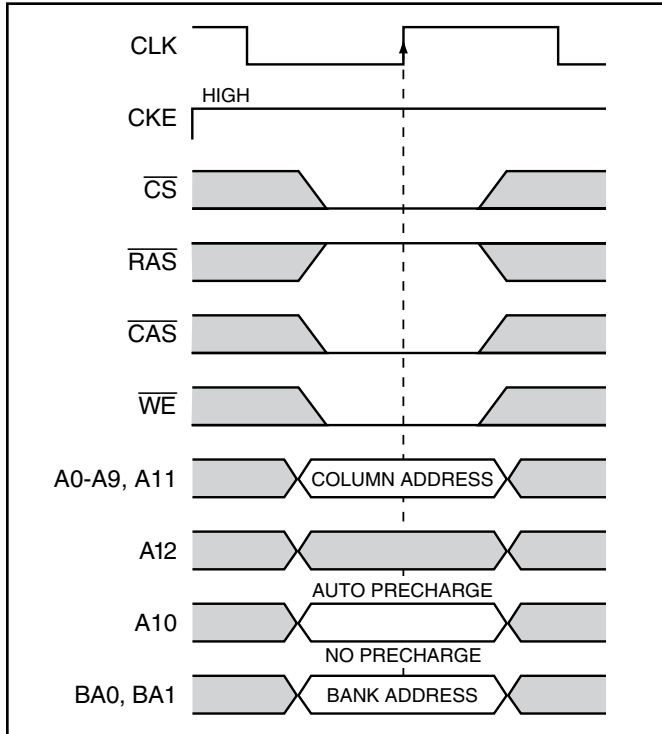 CLK
HIGH
CKE
CS
RAS
CAS
WE
A0-A9, A11
COLUMN ADDRESS
A12
AUTO PRECHARGE
A10
NO PRECHARGE
BA0, BA1
BANK ADDRESS